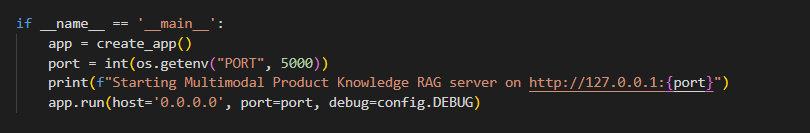 if __name__ == '__main__':
    app = create_app()
    port = int(os.getenv("PORT", 5000))
    print(f"Starting Multimodal Product Knowledge RAG server on http://127.0.0.1:{port}")
    app.run(host='0.0.0.0', port=port, debug=config.DEBUG)